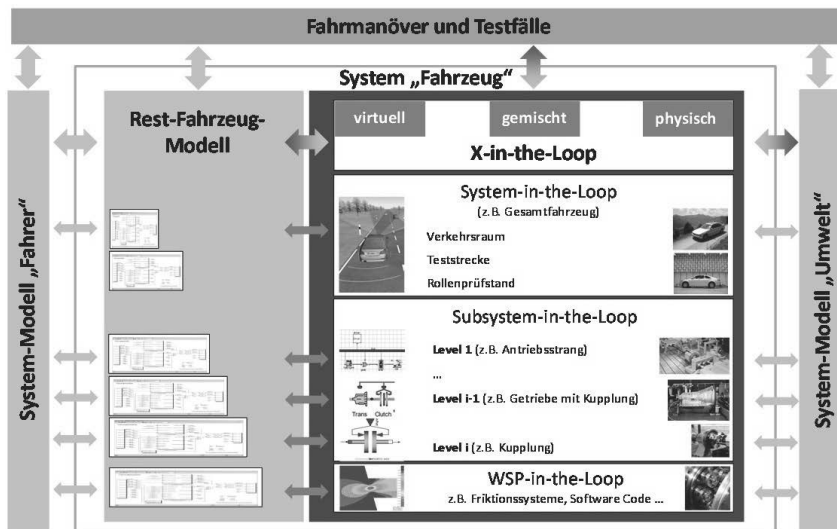 Fahrmanöver und Testfälle
System „Fahrzeug“
System-Modell „Fahrer“
Rest-Fahrzeug-
Modell
virtuell
gemischt
physisch
X-in-the-Loop
System-in-the-Loop
(z.B. Gesamtfahrzeug)
Verkehrsraum
Teststrecke
Rollenprüfstand
Subsystem-in-the-Loop
Level 1 (z.B. Antriebsstrang)
...
Level i-1 (z.B. Getriebe mit Kupplung)
Trans Clutch
Level i (z.B. Kupplung)
WSP-in-the-Loop
z.B. Friktionssysteme, Software Code ...
System-Modell „Umwelt“